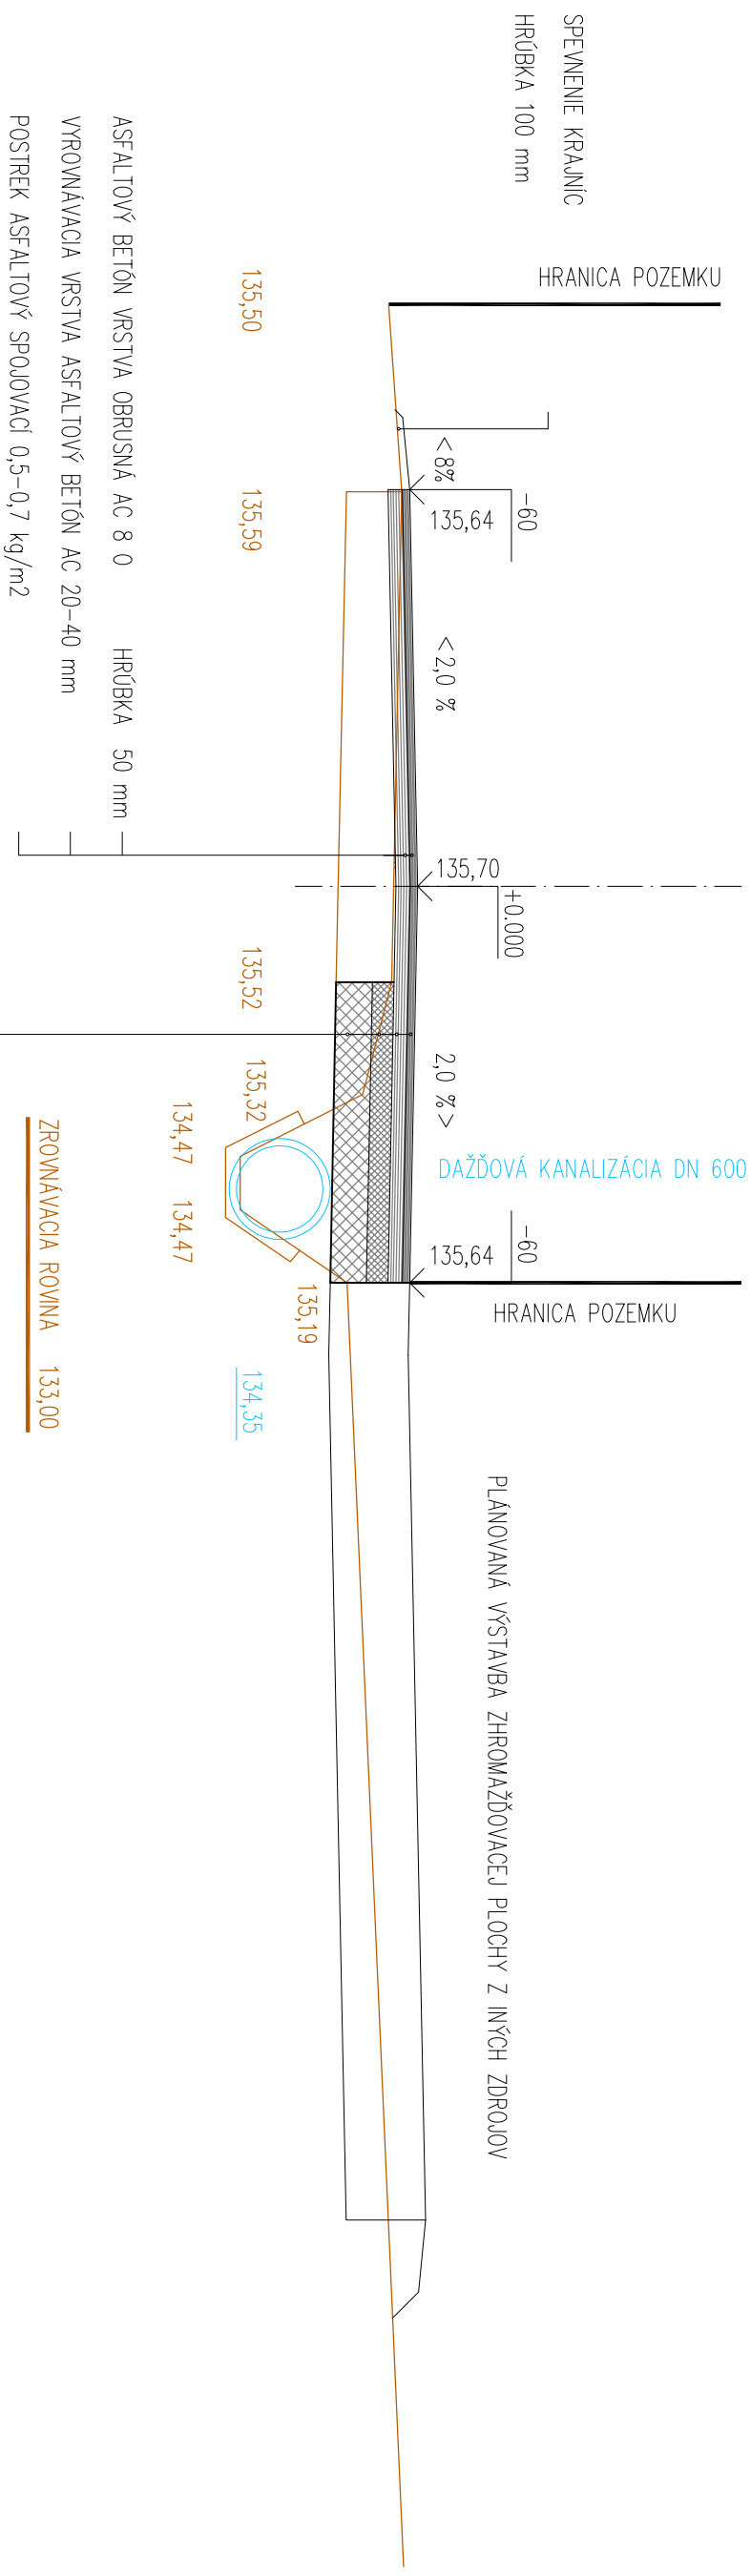 SPEVNENIE KRAJNÍC
HRÚBKA 100 mm
HRANICA POZEMKU
<8%
-60
135,64
<2,0 %
135,70
+0.000
2,0 %>
DAŽĎOVÁ KANALIZÁCIA DN 600
-60
135,64
HRANICA POZEMKU
PLÁNOVANÁ VÝSTAVBA ZHROMAŽĎOVACEJ PLOCHY Z INÝCH ZDROJOV
135,50
135,59
135,52
135,32
134,47
134,47
135,19
134,35
ASFALTOVÝ BETÓN VRSTVA OBRUSNÁ AC 8 O HRÚBKA 50 mm
VYROVNÁVACIA VRSTVA ASFALTOVÝ BETÓN AC 20-40 mm
POSTREK ASFALTOVÝ SPOJOVACÍ 0,5-0,7 kg/m2
ZROVNÁVACIA ROVINA 133,00